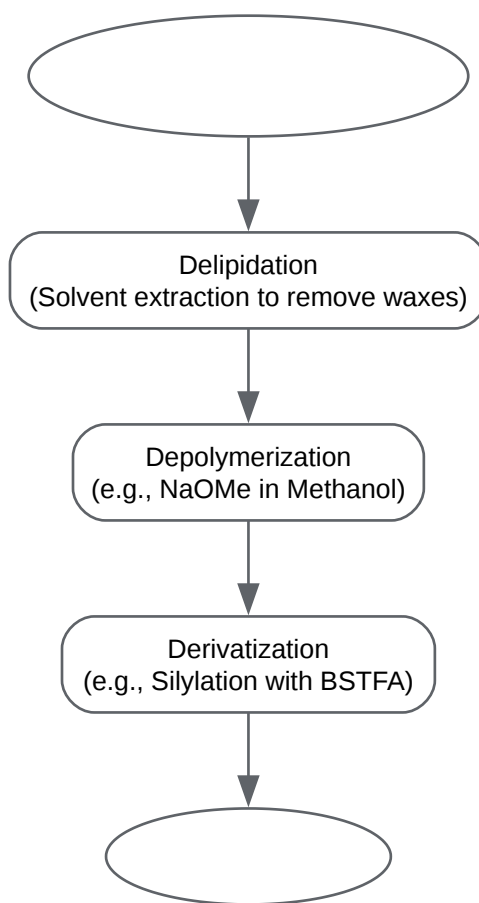 Delipidation
(Solvent extraction to remove waxes)
Depolymerization
(e.g., NaOMe in Methanol)
Derivatization
(e.g., Silylation with BSTFA)